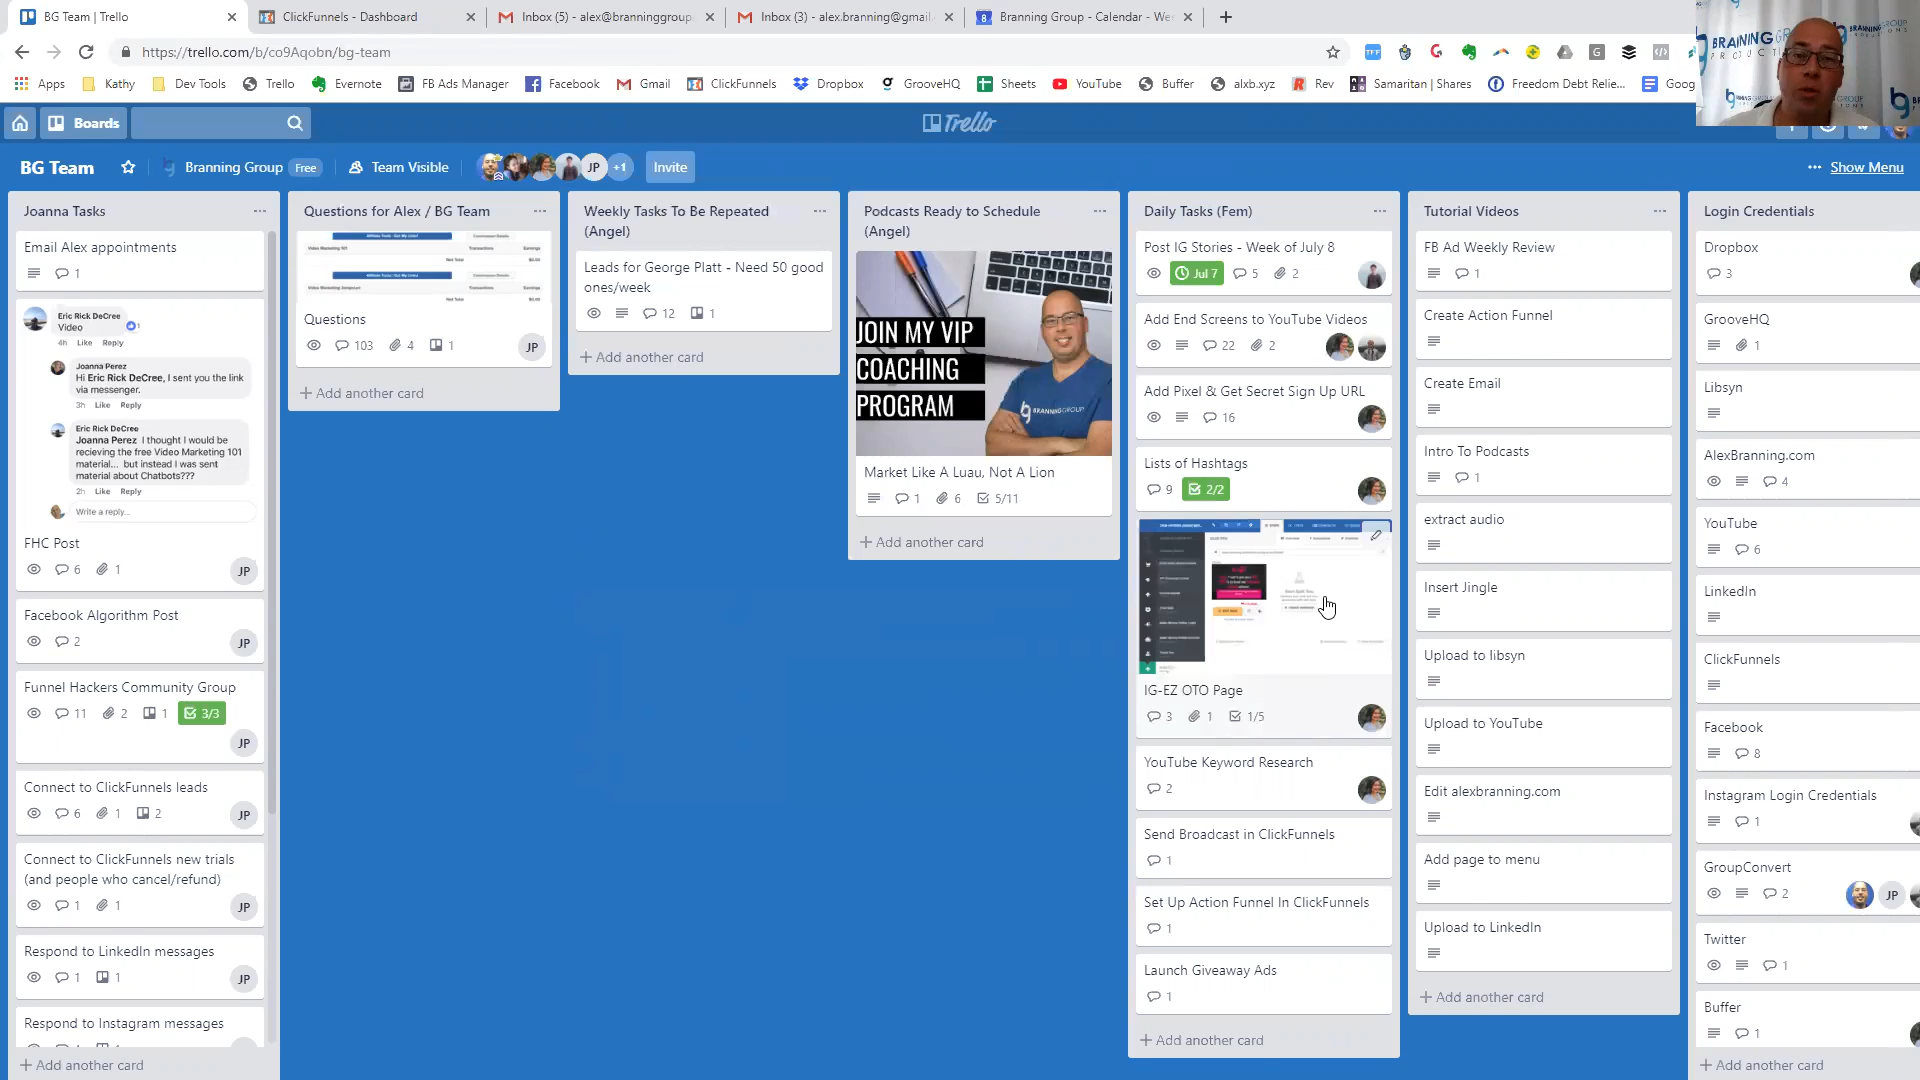 BG Team | Trello
ClickFunnels - Dashboard
Inbox (5) - alex@branninggroup
Inbox (3) - alex.branning@gmail
Branning Group - Calendar - We
https://trello.com/b/co9Aqobn/bg-team
Apps
Kathy
Dev Tools
Trello
Evernote
FB Ads Manager
Facebook
Gmail
ClickFunnels
Dropbox
GrooveHQ
Sheets
YouTube
Buffer
alxb.xyz
Rev
Samaritan | Shares
Freedom Debt Relie...
Goog
Boards
Trello
BG Team
Branning Group Free
Team Visible
JP
+1
Invite
Show Menu
Joanna Tasks
Email Alex appointments
1
Eric Rick DeCree
Video
4h Like Reply
Joanna Perez
Hi Eric Rick DeCree, I sent you the link
via messenger.
3h Like Reply
Eric Rick DeCree
Joanna Perez I thought I would be
recieving the free Video Marketing 101
material... but instead I was sent
material about Chatbots???
2h Like Reply
Write a reply...
FHC Post
6 1
JP
Facebook Algorithm Post
2
JP
Funnel Hackers Community Group
11 2 1 3/3
JP
Connect to ClickFunnels leads
6 1 2
JP
Connect to ClickFunnels new trials
(and people who cancel/refund)
1 1
JP
Respond to LinkedIn messages
1 1
JP
Respond to Instagram messages
+ Add another card
Questions for Alex / BG Team
Video Marketing 101
Questions
103 4 1
JP
+ Add another card
Weekly Tasks To Be Repeated
(Angel)
Leads for George Platt - Need 50 good
ones/week
12 1
+ Add another card
Podcasts Ready to Schedule
(Angel)
JOIN MY VIP
COACHING
PROGRAM
BRANNINGGROUP
Market Like A Luau, Not A Lion
1 6 5/11
+ Add another card
Daily Tasks (Fem)
Post IG Stories - Week of July 8
Jul 7 5 2
Add End Screens to YouTube Videos
22 2
Add Pixel & Get Secret Sign Up URL
16
Lists of Hashtags
9 2/2
IG-EZ OTO Page
3 1 1/5
YouTube Keyword Research
2
Send Broadcast in ClickFunnels
1
Set Up Action Funnel In ClickFunnels
1
Launch Giveaway Ads
1
+ Add another card
Tutorial Videos
FB Ad Weekly Review
1
Create Action Funnel
Create Email
Intro To Podcasts
1
extract audio
Insert Jingle
Upload to libsyn
Upload to YouTube
Edit alexbranning.com
Add page to menu
Upload to LinkedIn
+ Add another card
Login Credentials
Dropbox
3
GrooveHQ
1
Libsyn
AlexBranning.com
4
YouTube
6
LinkedIn
ClickFunnels
Facebook
8
Instagram Login Credentials
1
GroupConvert
2
JP
Twitter
1
Buffer
1
+ Add another card